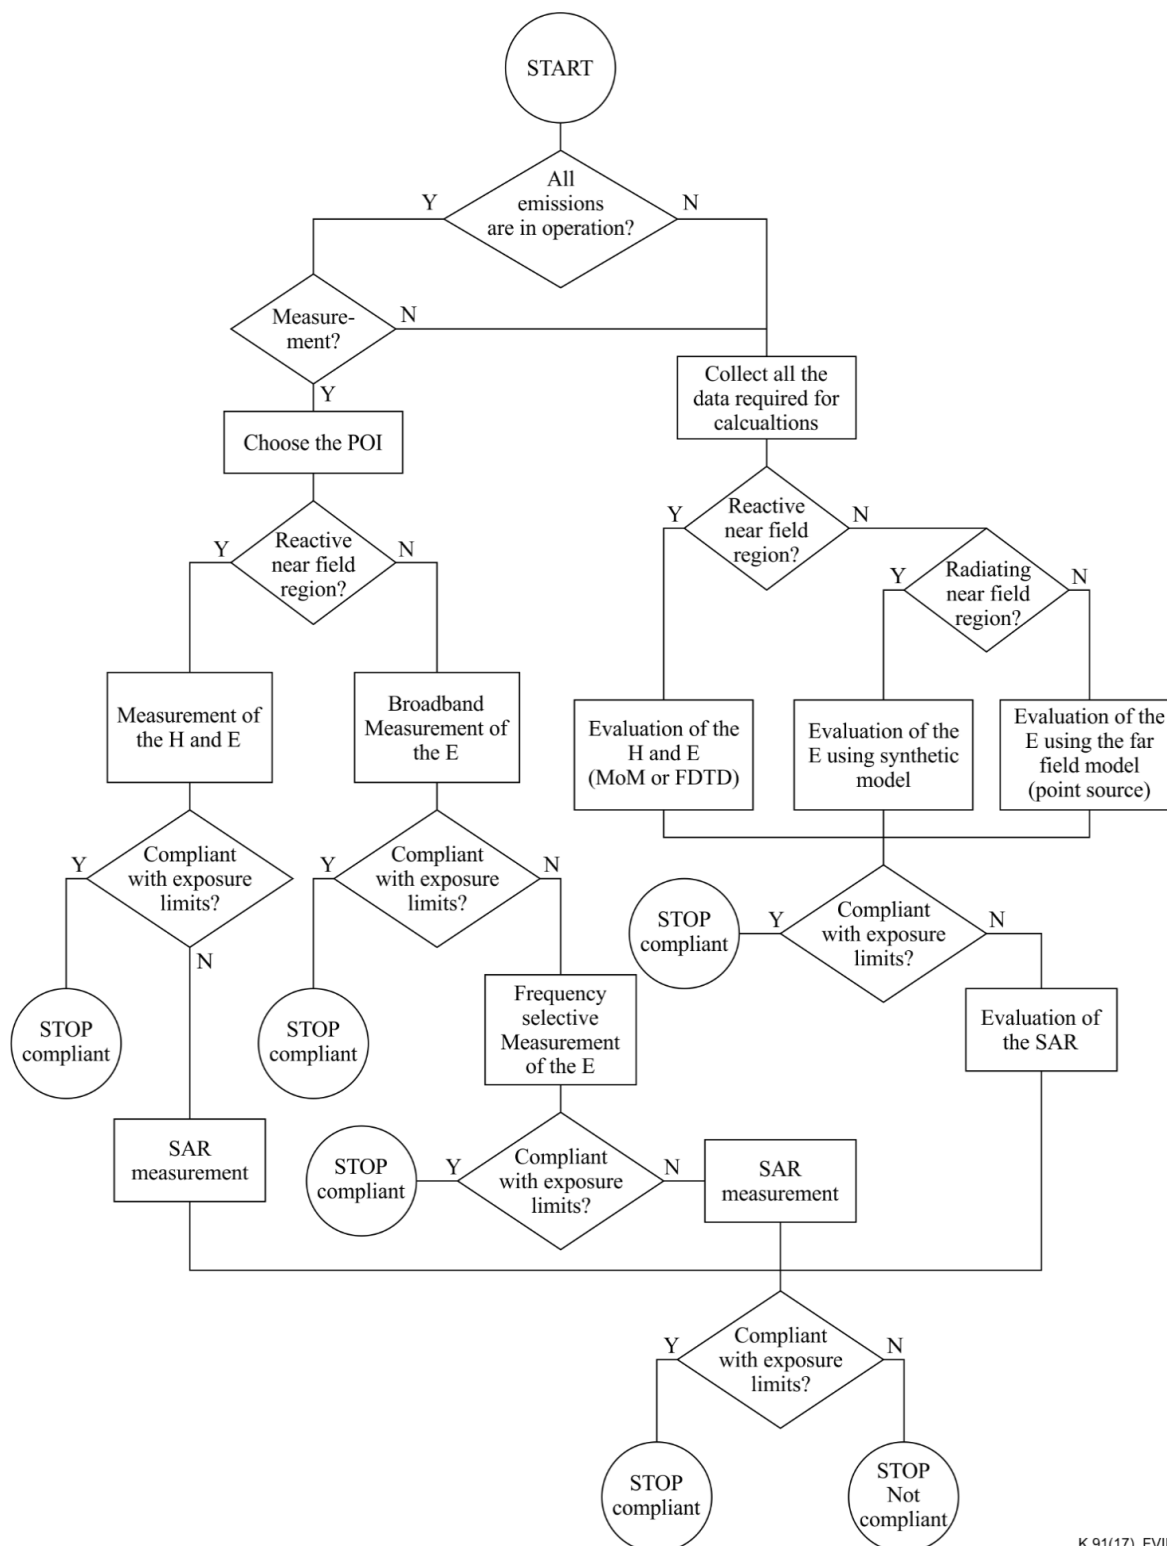 START
All
emissions
are in operation?
Y
N
Measure-
ment?
N
Y
Collect all the
data required for
calcualtions
Choose the POI
Reactive
near field
region?
Y
N
Reactive
near field
region?
Y
N
Radiating
near field
region?
Y
N
Measurement of
the H and E
Broadband
Measurement of
the E
Evaluation of the
H and E
(MoM or FDTD)
Evaluation of the
E using synthetic
model
Evaluation of the
E using the far
field model
(point source)
Y
Compliant
with exposure
limits?
N
Y
Compliant
with exposure
limits?
N
STOP
compliant
Y
Compliant
with exposure
limits?
N
STOP
compliant
STOP
compliant
Frequency
selective
Measurement
of the E
Evaluation of
the SAR
SAR
measurement
STOP
compliant
Y
Compliant
with exposure
limits?
N
SAR
measurement
Y
Compliant
with exposure
limits?
N
STOP
compliant
STOP
Not
compliant